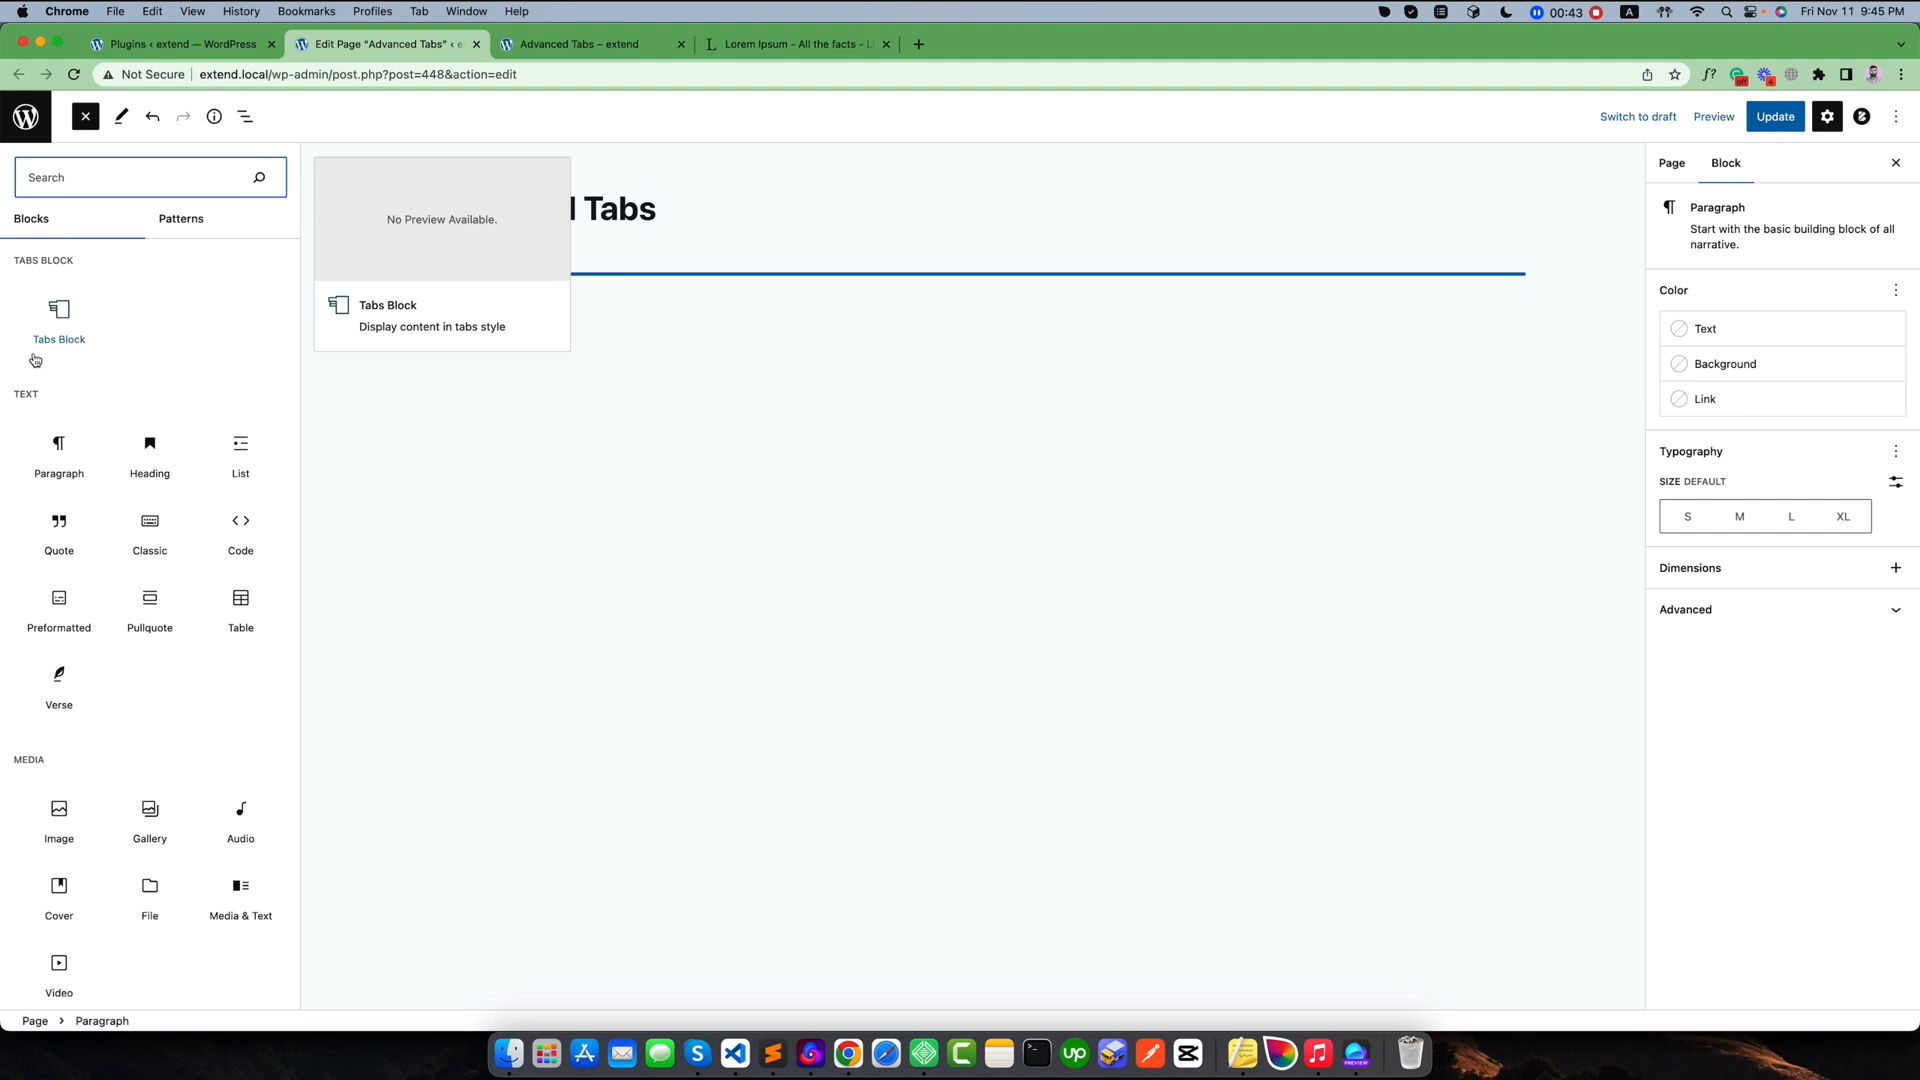 Chrome File Edit View History Bookmarks Profiles Tab Window Help 00:43 A Fri Nov 11 9:45 PM
Plugins ‹ extend — WordPress Edit Page “Advanced Tabs” ‹ e Advanced Tabs – extend Lorem Ipsum - All the facts - L
Not Secure extend.local/wp-admin/post.php?post=448&action=edit f? off 4
Switch to draft Preview Update
Search
Blocks Patterns
TABS BLOCK
Tabs Block
TEXT
Paragraph Heading List
Quote Classic Code
Preformatted Pullquote Table
Verse
MEDIA
Image Gallery Audio
Cover File Media & Text
Video
No Preview Available.
Tabs Block
Display content in tabs style
l Tabs
Page Block
Paragraph
Start with the basic building block of all
narrative.
Color
Text
Background
Link
Typography
SIZE DEFAULT
S M L XL
Dimensions
Advanced
Page › Paragraph
up
PREVIEW